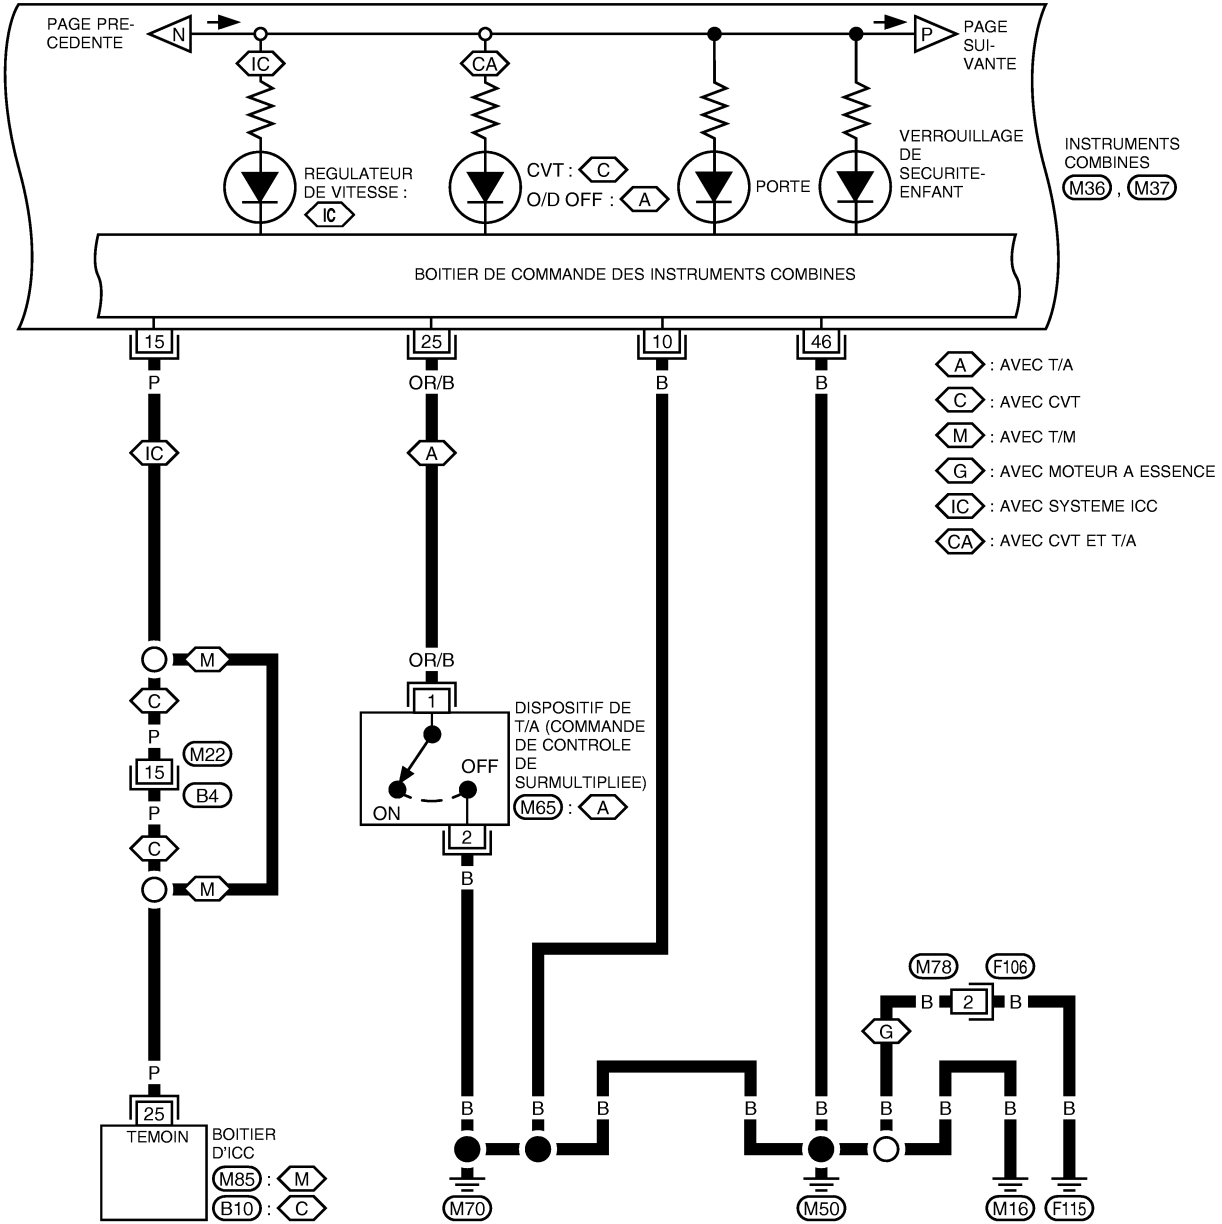 PAGE PRE-
CEDENTE
N
P
PAGE
SUI-
VANTE
IC
CA
REGULATEUR
DE VITESSE :
IC
CVT : C
O/D OFF : A
PORTE
VERROUILLAGE
DE
SECURITE-
ENFANT
INSTRUMENTS
COMBINES
M36 , M37
BOITIER DE COMMANDE DES INSTRUMENTS COMBINES
15
25
10
46
P
OR/B
B
B
A : AVEC T/A
C : AVEC CVT
M : AVEC T/M
G : AVEC MOTEUR A ESSENCE
IC : AVEC SYSTEME ICC
CA : AVEC CVT ET T/A
IC
A
M
OR/B
C
1
P
M22
15
B4
P
C
M
DISPOSITIF DE
T/A (COMMANDE
DE CONTROLE
DE
SURMULTIPLIEE)
M65 : A
OFF
ON
2
B
M78
F106
B
2
B
G
P
B
B
B
B
B
B
B
B
B
25
TEMOIN
BOITIER
D'ICC
M85 : M
B10 : C
M70
M50
M16
F115